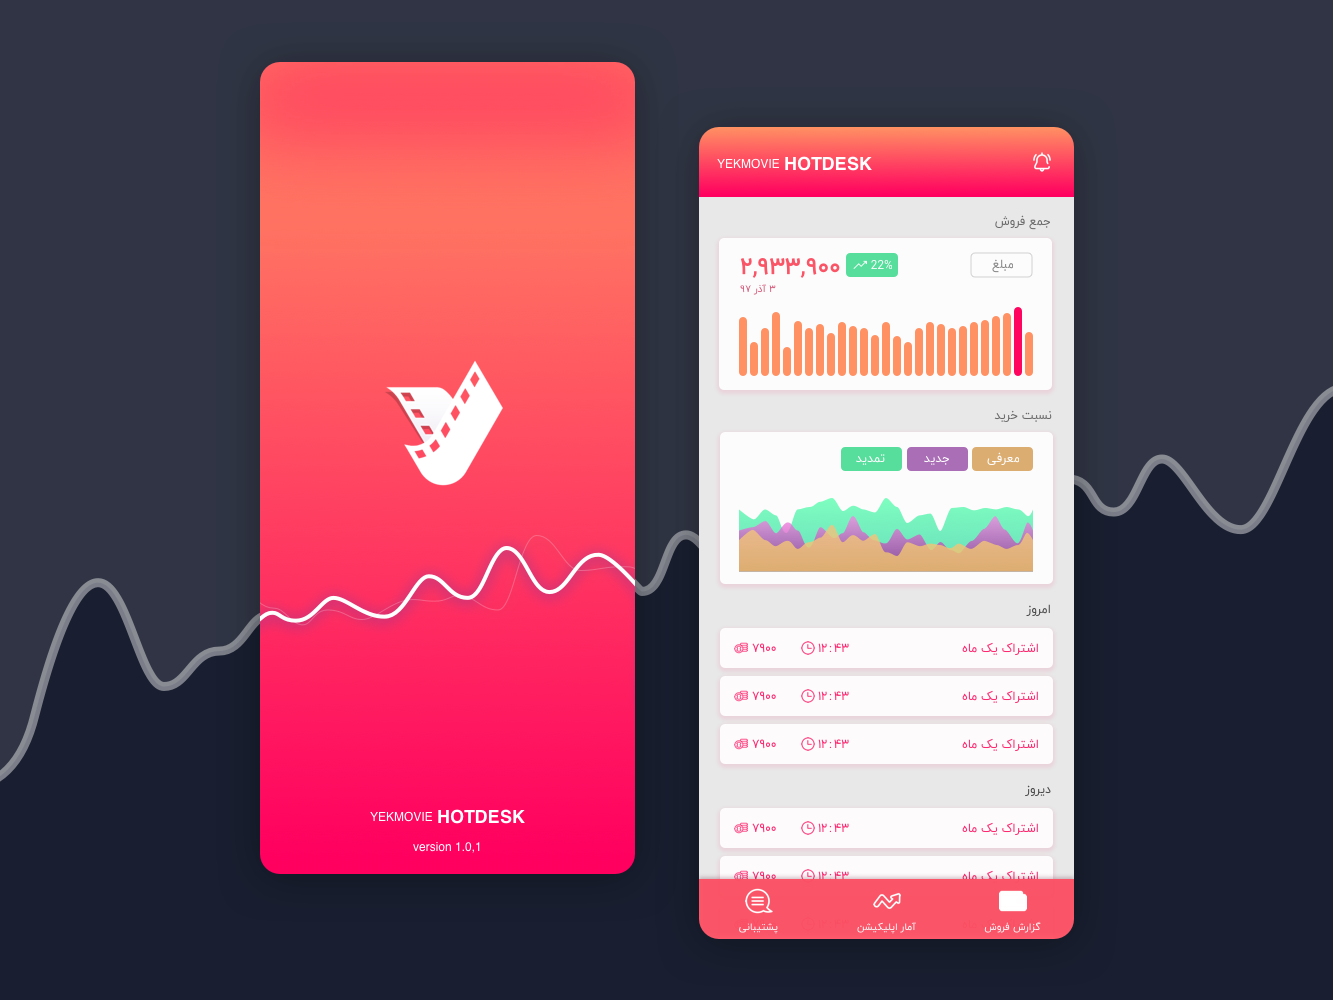 YEKMOVIE HOTDESK
version 1.0,1
YEKMOVIE HOTDESK
جمع فروش
مبلغ
22%
۲,۹۳۳,۹۰۰
۳ آذر ۹۷
نسبت خرید
معرفی جدید تمدید
امروز
اشتراک یک ماه ۱۲:۴۳ ۷۹۰۰
اشتراک یک ماه ۱۲:۴۳ ۷۹۰۰
اشتراک یک ماه ۱۲:۴۳ ۷۹۰۰
دیروز
اشتراک یک ماه ۱۲:۴۳ ۷۹۰۰
اشتراک یک ماه ۱۲:۴۳ ۷۹۰۰
گزارش فروش آمار اپلیکیشن پشتیبانی